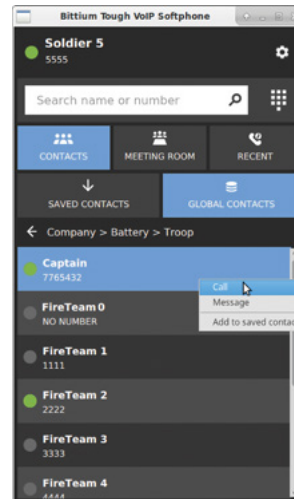 Bittium Tough VoIP Softphone
Soldier 5
5555
Search name or number
CONTACTS
MEETING ROOM
RECENT
SAVED CONTACTS
GLOBAL CONTACTS
Company > Battery > Troop
Captain
7765432
Call
Message
Add to saved contac
FireTeam 0
NO NUMBER
FireTeam 1
1111
FireTeam 2
2222
FireTeam 3
3333
FireTeam 4
4444